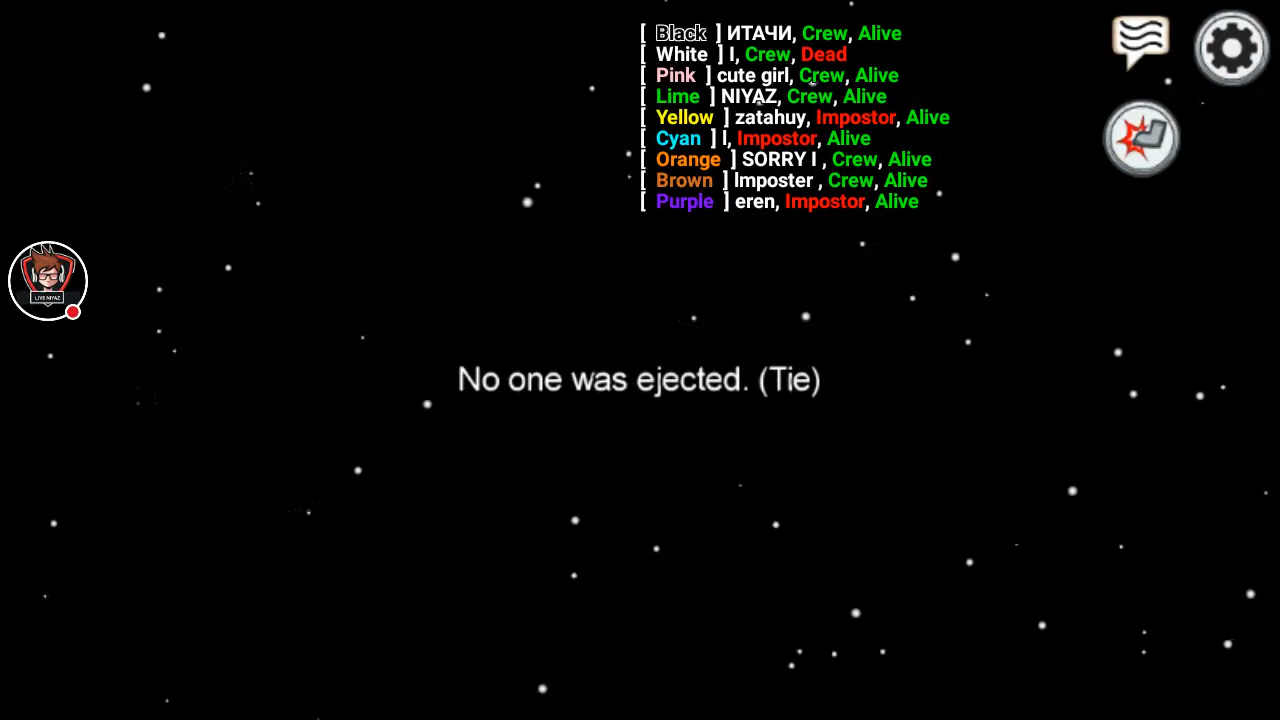 [ Black ] ИТАЧИ, Crew, Alive
[ White ] I, Crew, Dead
[ Pink ] cute girl, Crew, Alive
[ Lime ] NIYAZ, Crew, Alive
[ Yellow ] zatahuy, Impostor, Alive
[ Cyan ] I, Impostor, Alive
[ Orange ] SORRY I , Crew, Alive
[ Brown ] Imposter , Crew, Alive
[ Purple ] eren, Impostor, Alive
LIVE NIYAZ
No one was ejected. (Tie)